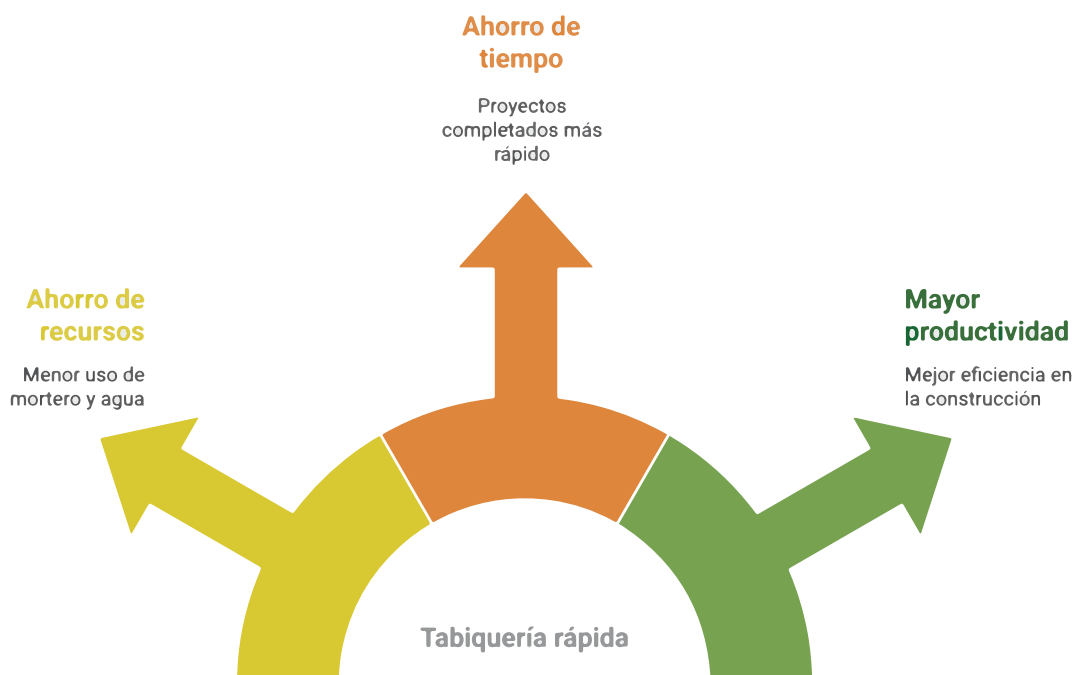 Ahorro de
tiempo
Proyectos
completados más
rápido
Ahorro de
recursos
Menor uso de
mortero y agua
Mayor
productividad
Mejor eficiencia en
la construcción
Tabiquería rápida